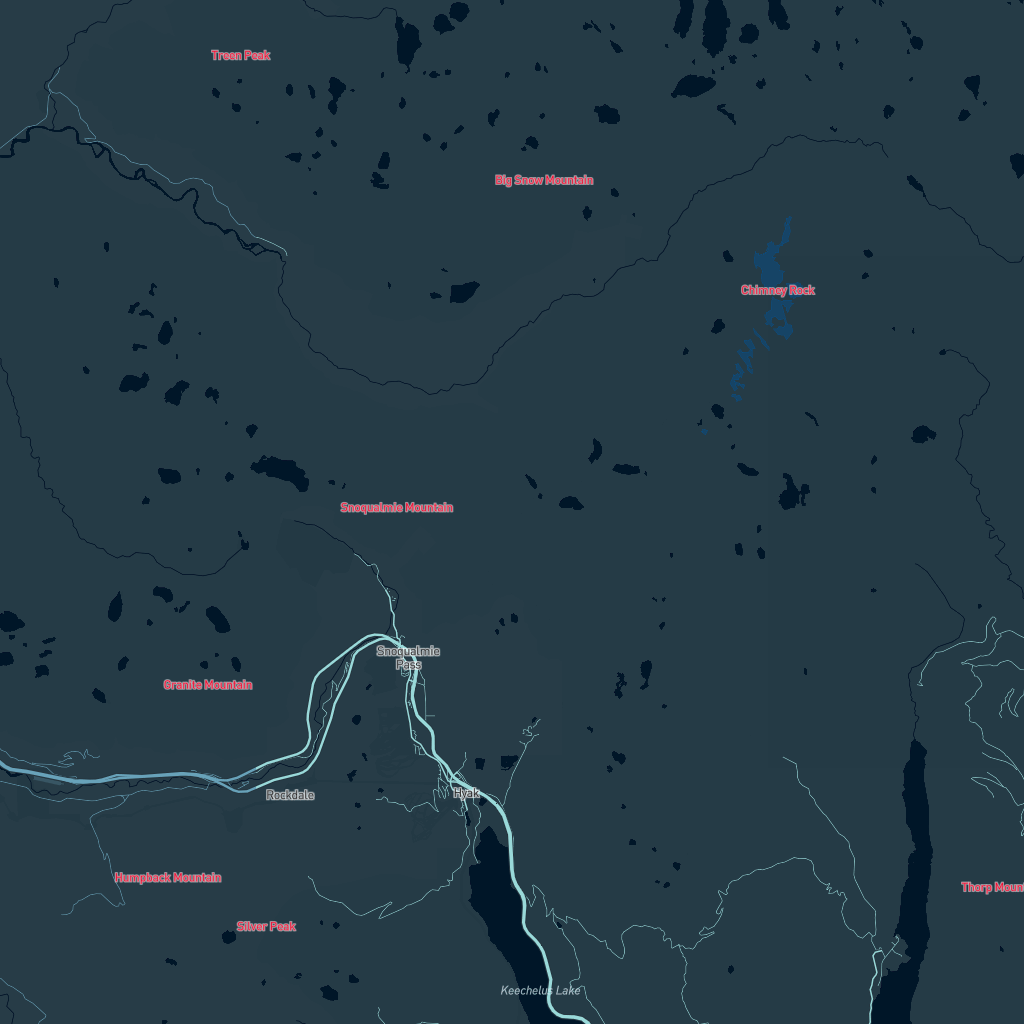 Treen Peak
Big Snow Mountain
Chimney Rock
Snoqualmie Mountain
Snoqualmie
Pass
Granite Mountain
Rockdale
Hyak
Humpback Mountain
Thorp Mount
Silver Peak
Keechelus Lake